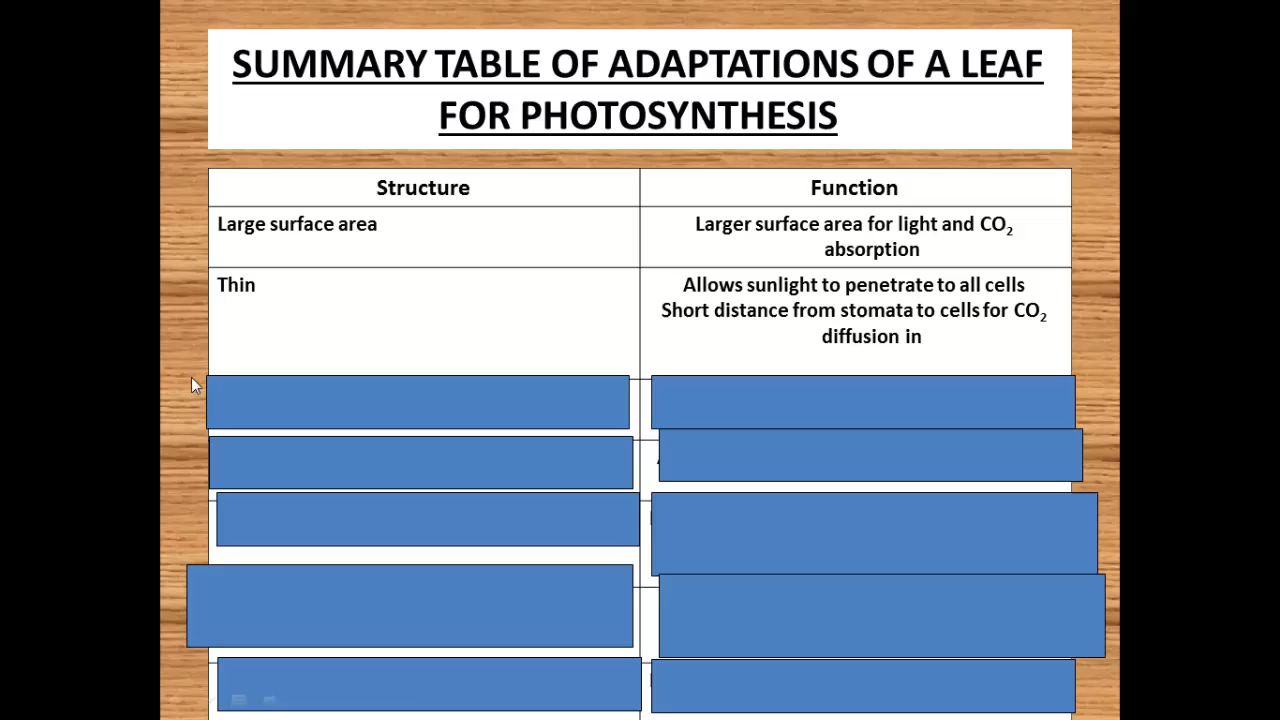 SUMMARY TABLE OF ADAPTATIONS OF A LEAF
FOR PHOTOSYNTHESIS
Structure
Function
Large surface area
Larger surface area for light and CO₂
absorption
Thin
Allows sunlight to penetrate to all cells
Short distance from stomata to cells for CO₂
diffusion in